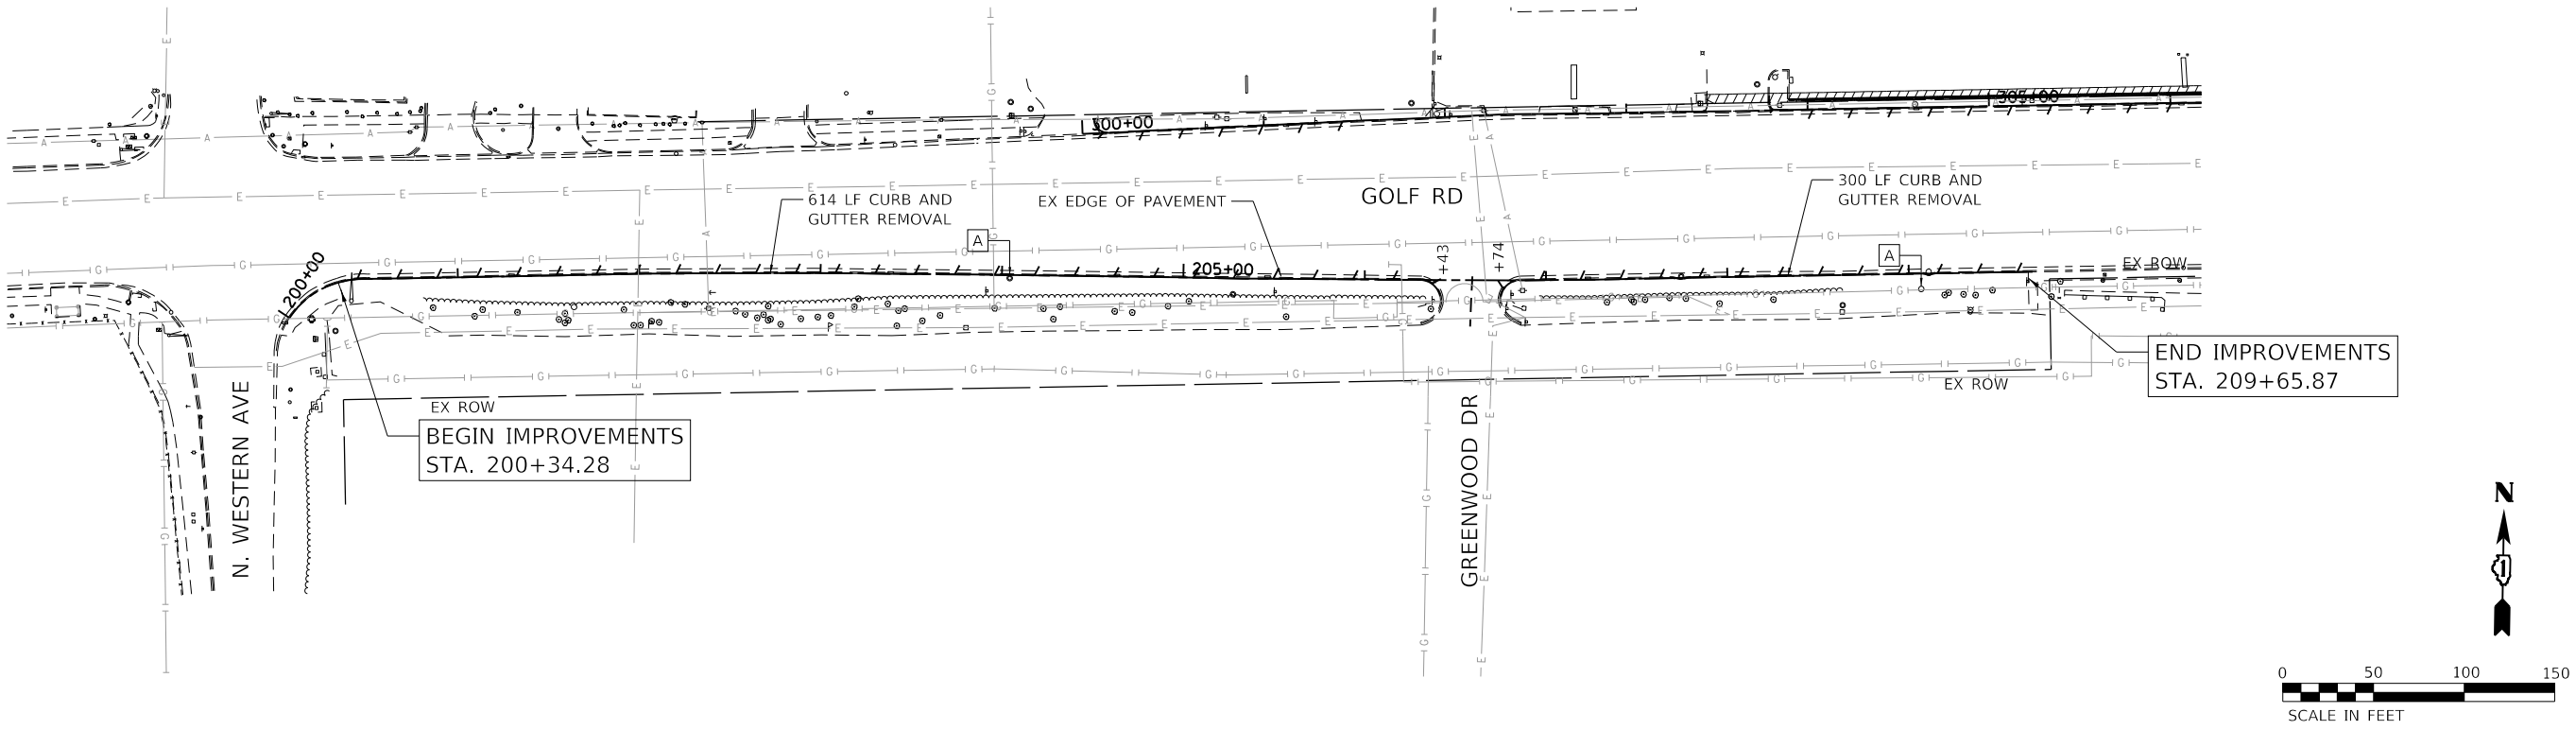 300+00
305+00
GOLF RD
614 LF CURB AND
GUTTER REMOVAL
EX EDGE OF PAVEMENT
300 LF CURB AND
GUTTER REMOVAL
A
A
200+00
205+00
+43
+74
EX ROW
END IMPROVEMENTS
STA. 209+65.87
EX ROW
EX ROW
BEGIN IMPROVEMENTS
STA. 200+34.28
N. WESTERN AVE
GREENWOOD DR
N
0 50 100 150
SCALE IN FEET